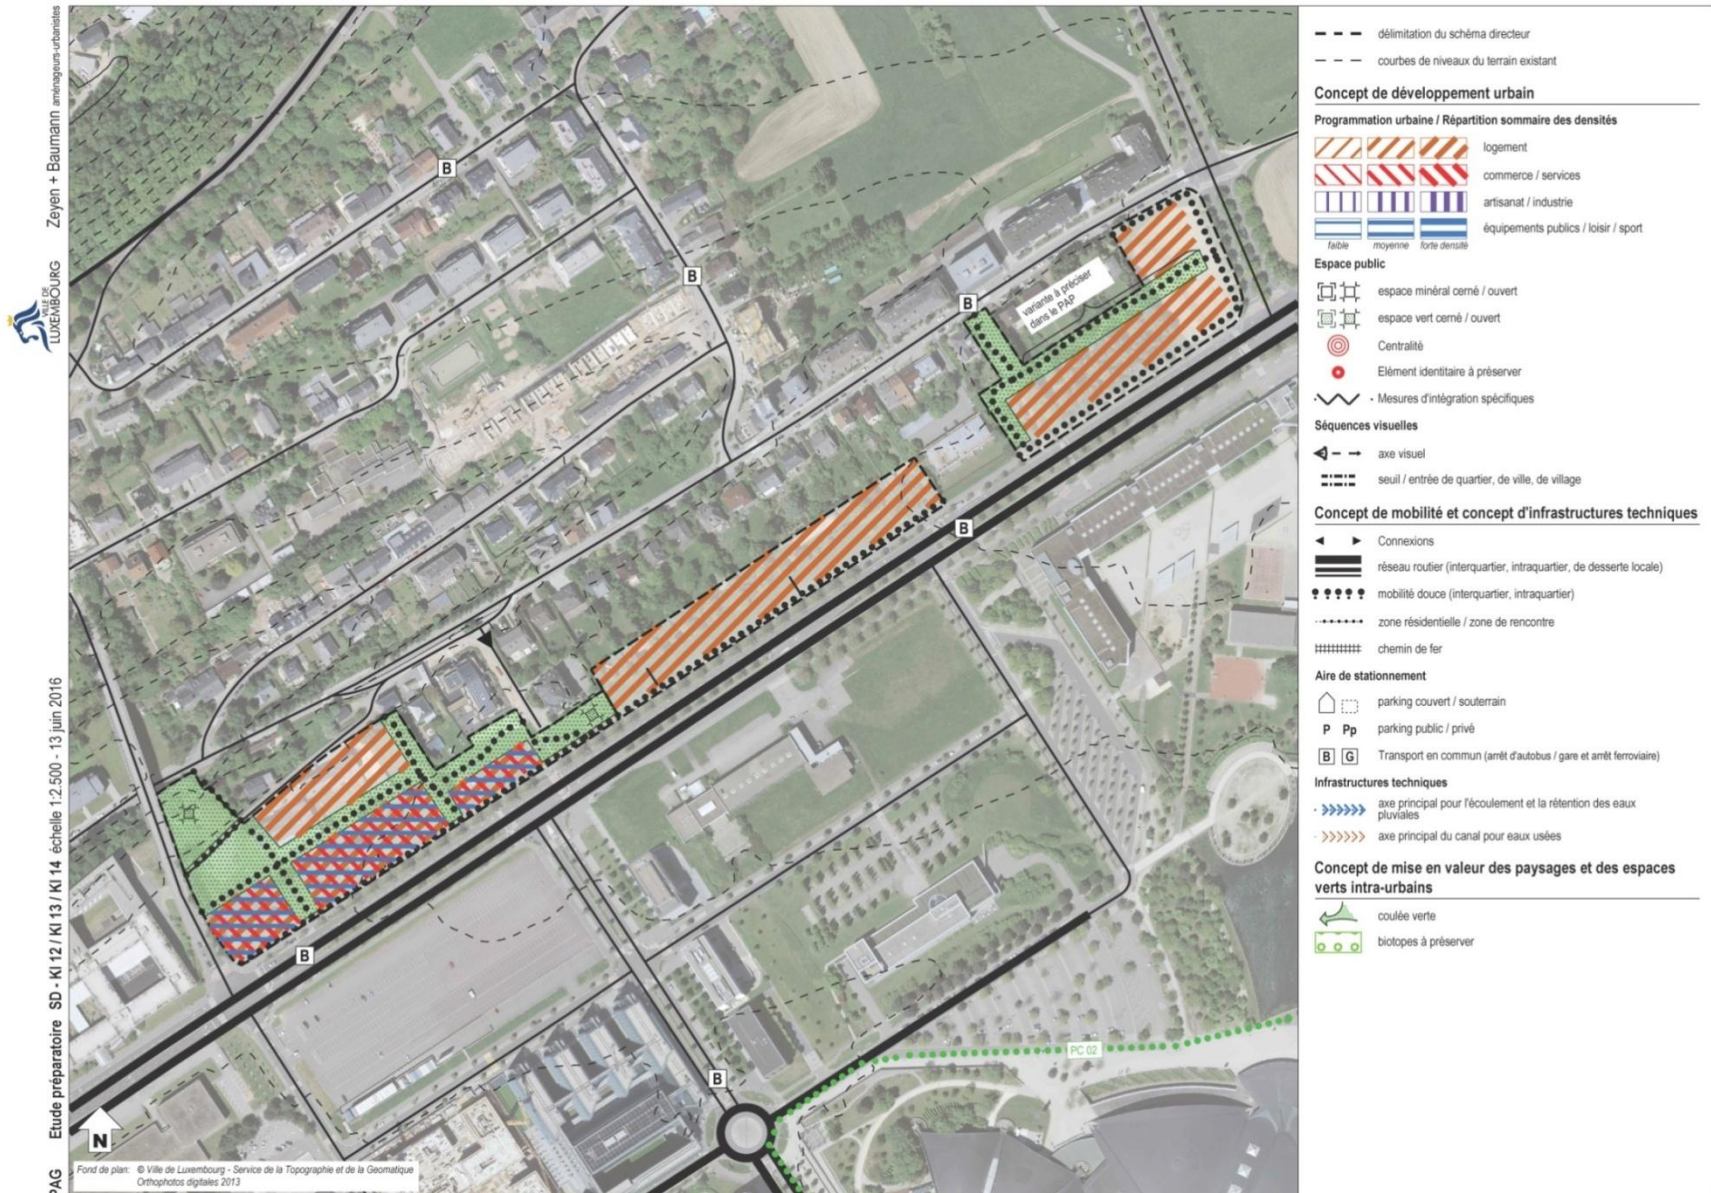 PAG Etude préparatoire SD - KI 12 / KI 13 / KI 14 échelle 1:2.500 - 13 juin 2016
VILLE DE
LUXEMBOURG
Zeyen + Baumann aménageurs-urbanistes
B
B
B
variante à préciser
dans le PAP
B
B
B
PC 02
N
Fond de plan: © Ville de Luxembourg - Service de la Topographie et de la Geomatique
Orthophotos digitales 2013
délimitation du schéma directeur
courbes de niveaux du terrain existant
Concept de développement urbain
Programmation urbaine / Répartition sommaire des densités
logement
commerce / services
artisanat / industrie
équipements publics / loisir / sport
faible moyenne forte densité
Espace public
espace minéral cerné / ouvert
espace vert cerné / ouvert
Centralité
Elément identitaire à préserver
Mesures d'intégration spécifiques
Séquences visuelles
axe visuel
seuil / entrée de quartier, de ville, de village
Concept de mobilité et concept d'infrastructures techniques
Connexions
réseau routier (interquartier, intraquartier, de desserte locale)
mobilité douce (interquartier, intraquartier)
zone résidentielle / zone de rencontre
chemin de fer
Aire de stationnement
parking couvert / souterrain
P Pp parking public / privé
B G Transport en commun (arrêt d'autobus / gare et arrêt ferroviaire)
Infrastructures techniques
axe principal pour l'écoulement et la rétention des eaux
pluviales
axe principal du canal pour eaux usées
Concept de mise en valeur des paysages et des espaces
verts intra-urbains
coulée verte
biotopes à préserver